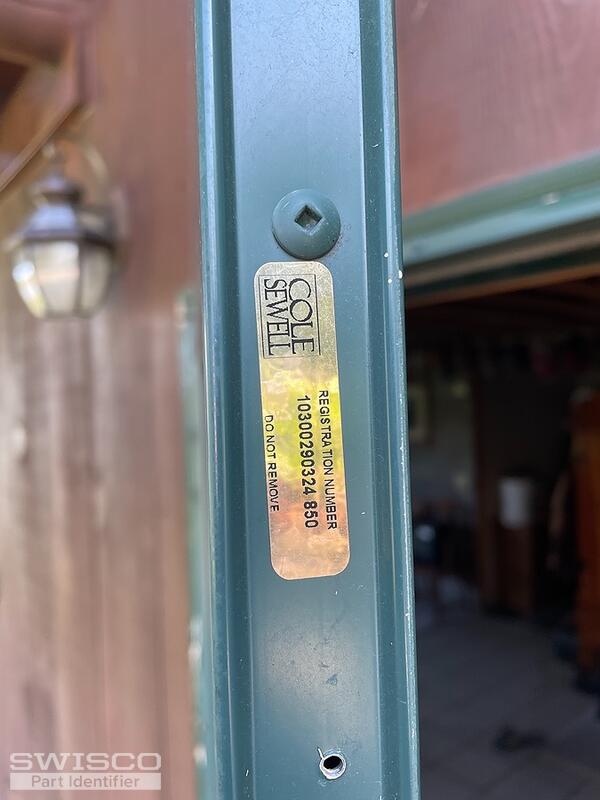 COLE
SEWELL
REGISTRATION NUMBER
10300290324 850
DO NOT REMOVE
SWISCO
Part Identifier